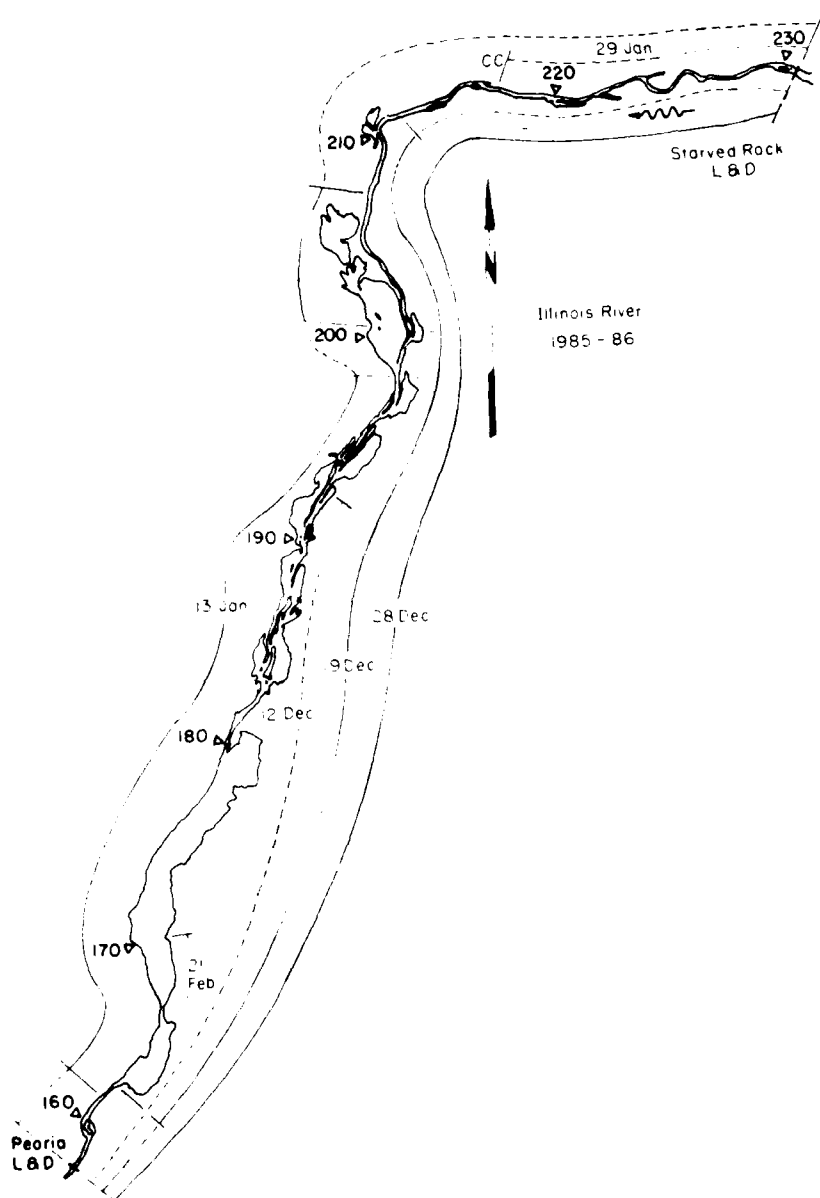 230
29 Jan
CC
220
210
Starved Rock
L & D
Illinois River
1985 - 86
200
190
13 Jan
28 Dec
9 Dec
12 Dec
180
170
21
Feb
160
Peoria
L & D